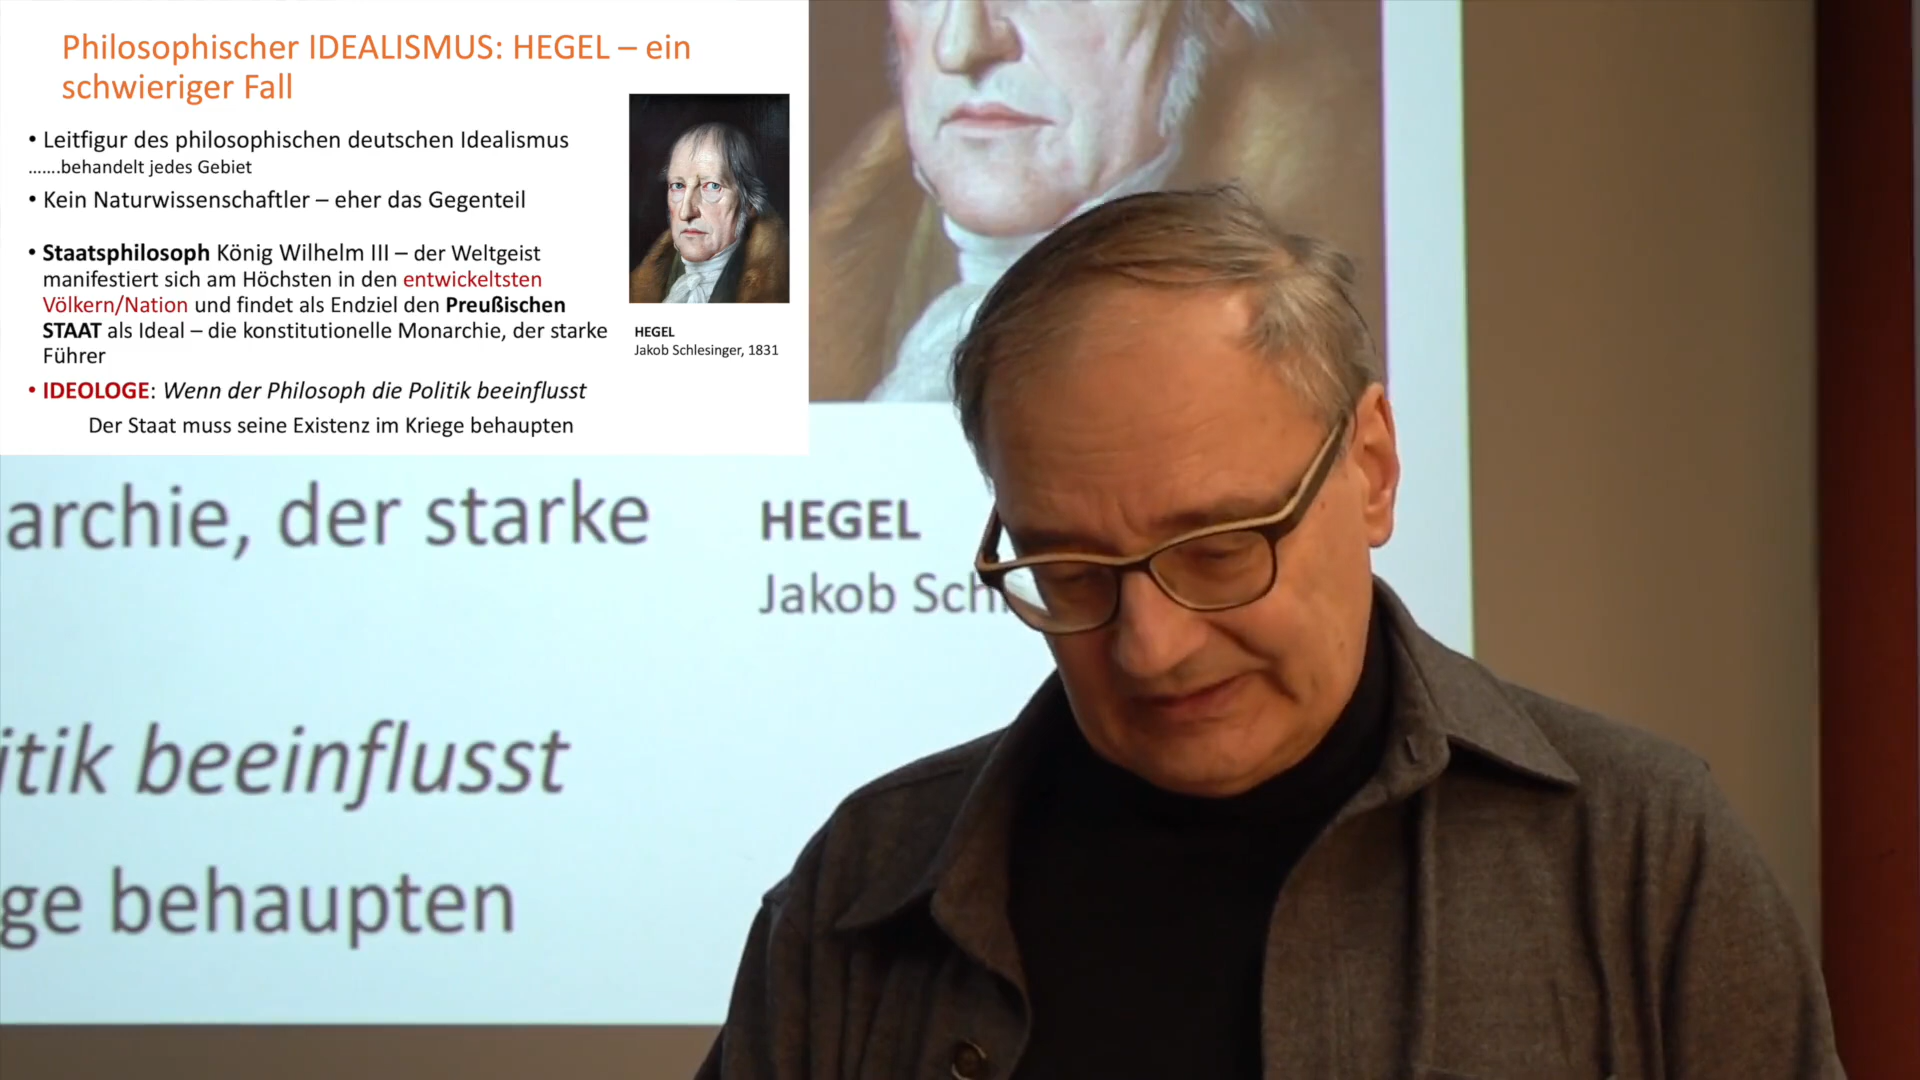 Philosophischer IDEALISMUS: HEGEL – ein
schwieriger Fall
• Leitfigur des philosophischen deutschen Idealismus
…….behandelt jedes Gebiet
• Kein Naturwissenschaftler – eher das Gegenteil
• Staatsphilosoph König Wilhelm III – der Weltgeist
manifestiert sich am Höchsten in den entwickeltsten
Völkern/Nation und findet als Endziel den Preußischen
STAAT als Ideal – die konstitutionelle Monarchie, der starke
Führer
• IDEOLOGE: Wenn der Philosoph die Politik beeinflusst
Der Staat muss seine Existenz im Kriege behaupten
HEGEL
Jakob Schlesinger, 1831
archie, der starke
HEGEL
Jakob Sch
itik beeinflusst
ge behaupten